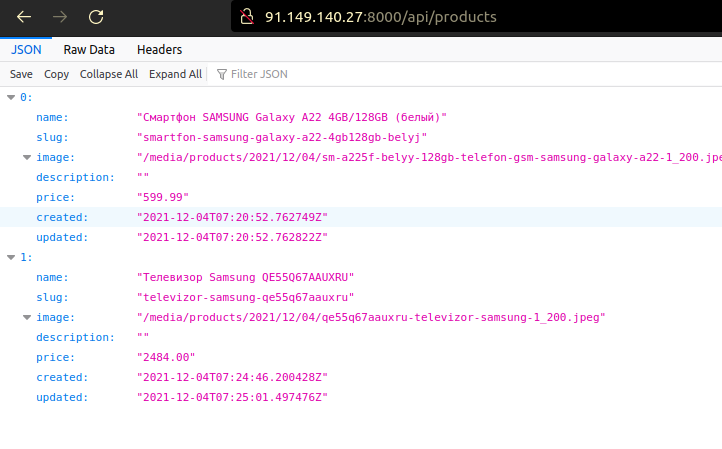 91.149.140.27:8000/api/products
JSON Raw Data Headers
Save Copy Collapse All Expand All Filter JSON
0:
name: "Смартфон SAMSUNG Galaxy A22 4GB/128GB (белый)"
slug: "smartfon-samsung-galaxy-a22-4gb128gb-belyj"
image: "/media/products/2021/12/04/sm-a225f-belyy-128gb-telefon-gsm-samsung-galaxy-a22-1_200.jpe
description: ""
price: "599.99"
created: "2021-12-04T07:20:52.762749Z"
updated: "2021-12-04T07:20:52.762822Z"
1:
name: "Телевизор Samsung QE55Q67AAUXRU"
slug: "televizor-samsung-qe55q67aauxru"
image: "/media/products/2021/12/04/qe55q67aauxru-televizor-samsung-1_200.jpeg"
description: ""
price: "2484.00"
created: "2021-12-04T07:24:46.200428Z"
updated: "2021-12-04T07:25:01.497476Z"